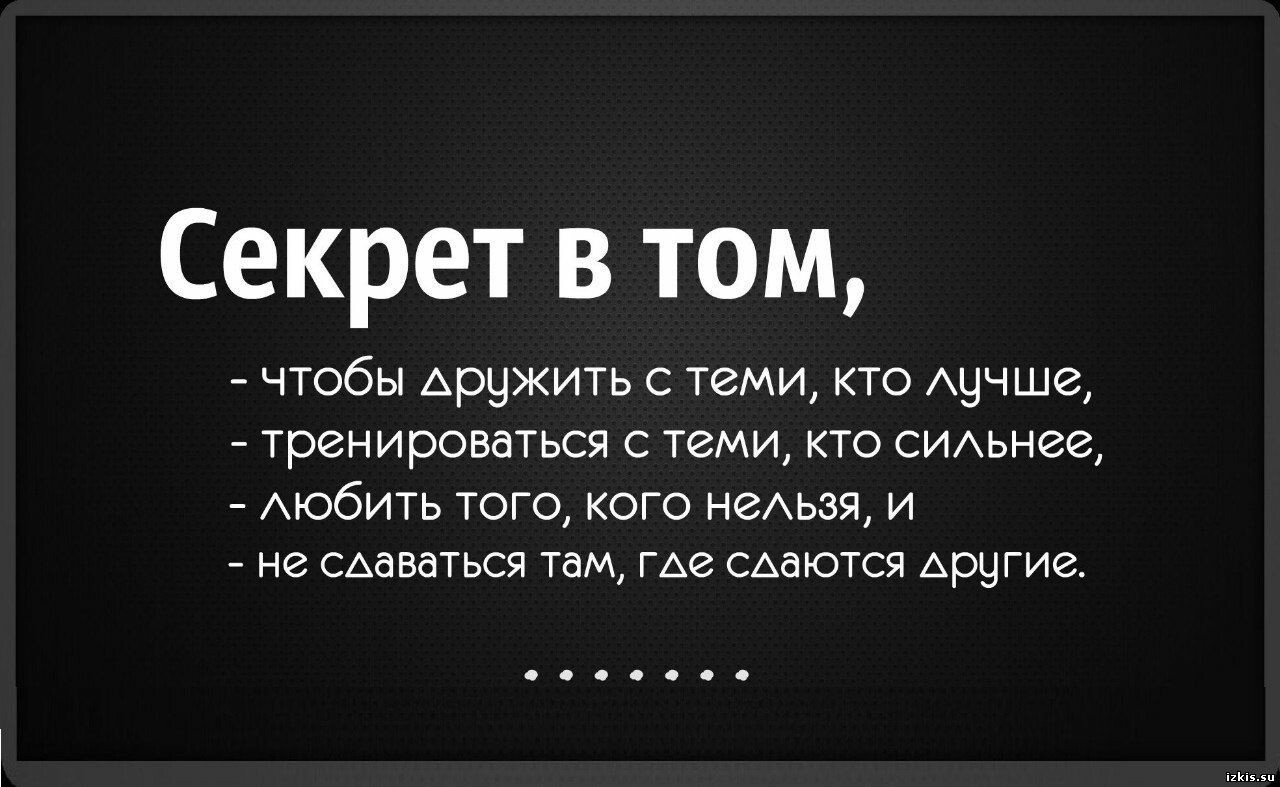 Секрет в том,
- чтобы дружить с теми, кто лучше,
- тренироваться с теми, кто сильнее,
- любить того, кого нельзя, и
- не сдаваться там, где сдаются другие.
.......
izkis.su